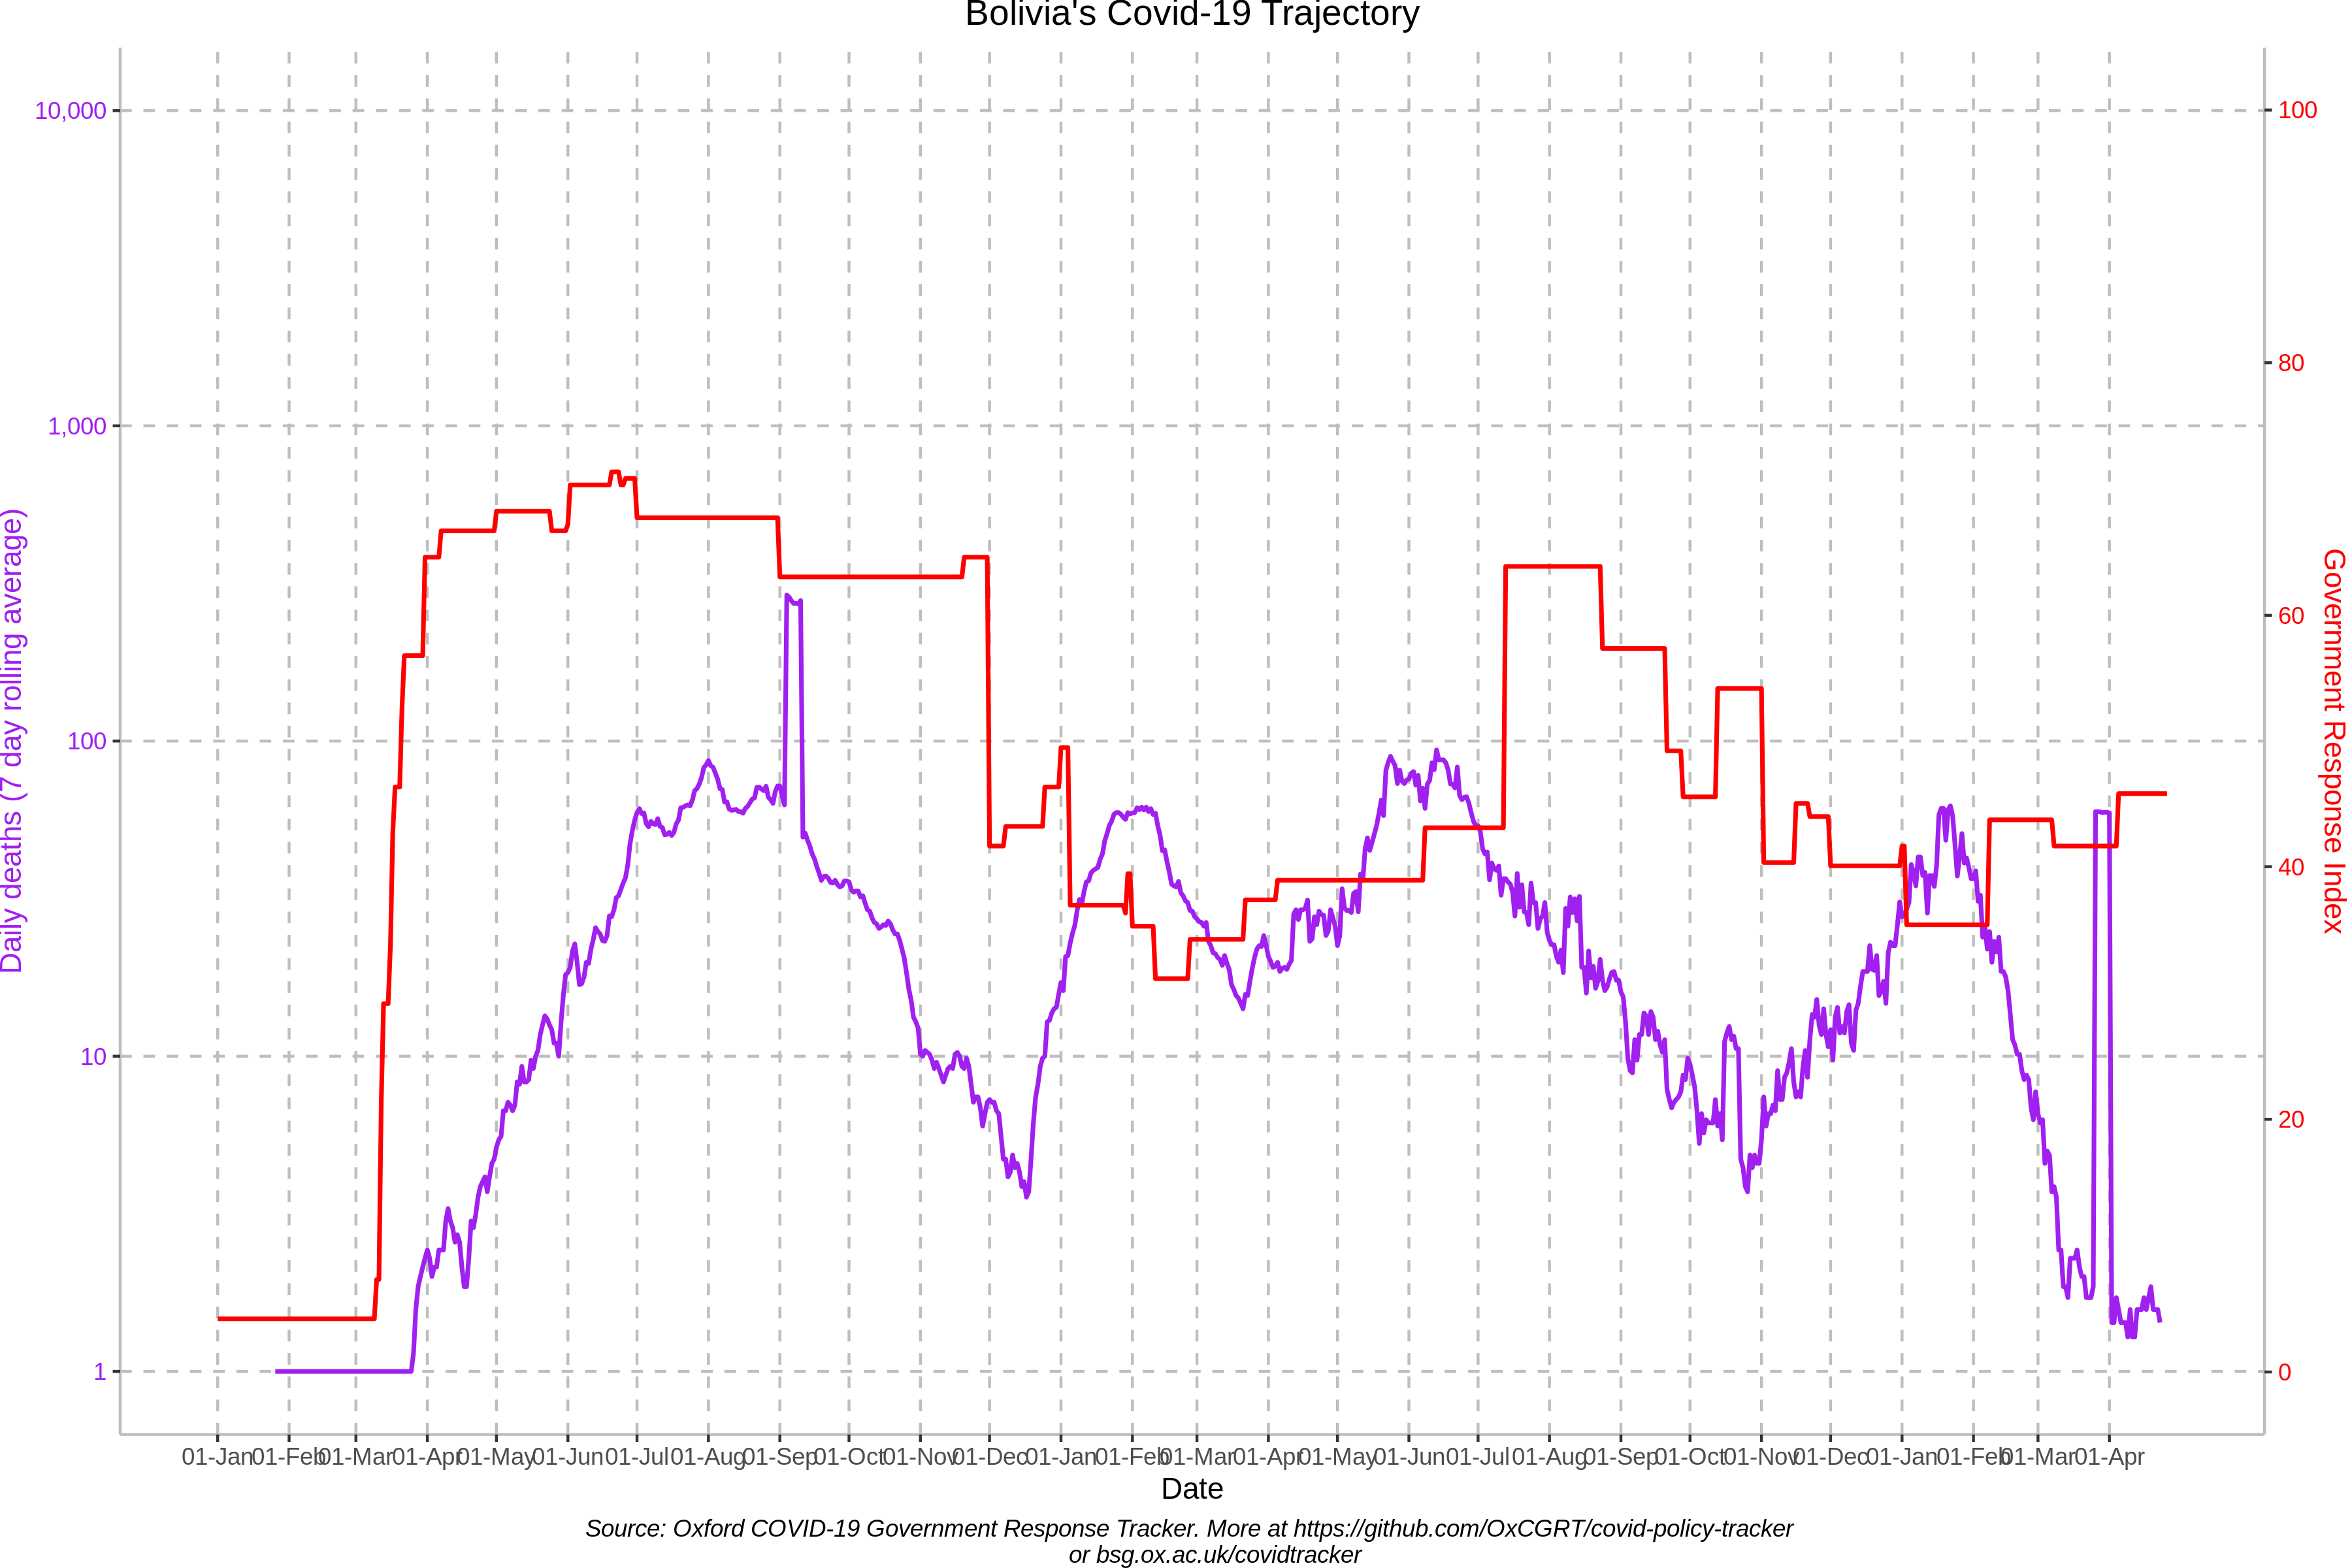 Bolivia's Covid-19 Trajectory
Daily deaths (7 day rolling average)
10,000
1,000
100
10
1
100
80
60
40
20
0
Government Response Index
01-Jan 01-Feb 01-Mar 01-Apr 01-May 01-Jun 01-Jul 01-Aug 01-Sep 01-Oct 01-Nov 01-Dec 01-Jan 01-Feb 01-Mar 01-Apr 01-May 01-Jun 01-Jul 01-Aug 01-Sep 01-Oct 01-Nov 01-Dec 01-Jan 01-Feb 01-Mar 01-Apr
Date
Source: Oxford COVID-19 Government Response Tracker. More at https://github.com/OxCGRT/covid-policy-tracker
or bsg.ox.ac.uk/covidtracker